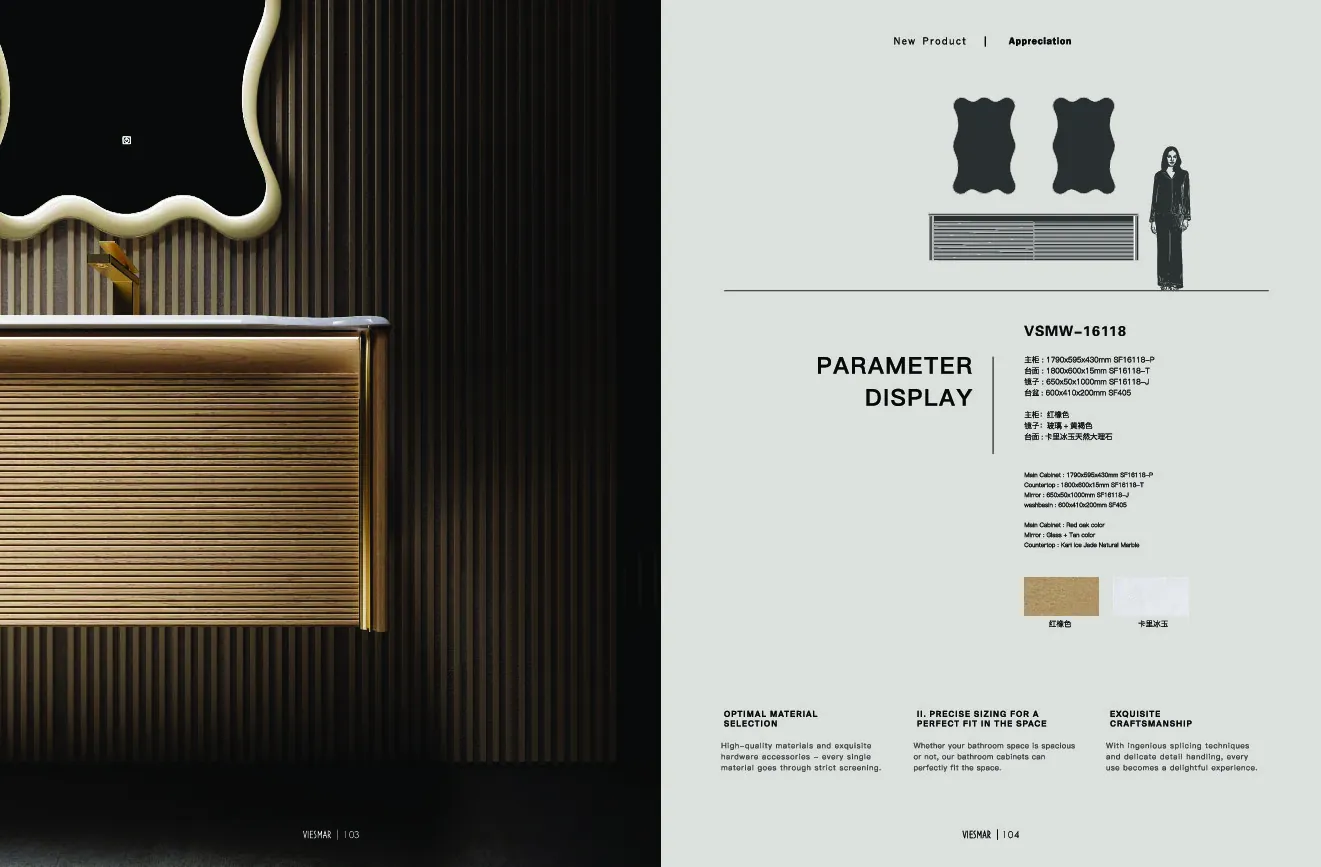 New Product | Appreciation
VSMW-16118
PARAMETER
DISPLAY
主柜 : 1790x595x430mm SF16118-P
台面 : 1800x600x15mm SF16118-T
镜子 : 650x50x1000mm SF16118-J
台盆 : 600x410x200mm SF405
主柜: 红橡色
镜子: 玻璃 + 黄褐色
台面 : 卡里冰玉天然大理石
Main Cabinet : 1790x595x430mm SF16118-P
Countertop : 1800x600x15mm SF16118-T
Mirror : 650x50x1000mm SF16118-J
washbasin : 600x410x200mm SF405
Main Cabinet : Red oak color
Mirror : Glass + Tan color
Countertop : Kari Ice Jade Natural Marble
红橡色
卡里冰玉
OPTIMAL MATERIAL
SELECTION
High-quality materials and exquisite
hardware accessories - every single
material goes through strict screening.
II. PRECISE SIZING FOR A
PERFECT FIT IN THE SPACE
Whether your bathroom space is spacious
or not, our bathroom cabinets can
perfectly fit the space.
EXQUISITE
CRAFTSMANSHIP
With ingenious splicing techniques
and delicate detail handling, every
use becomes a delightful experience.
VIESMAR | 103
VIESMAR | 104